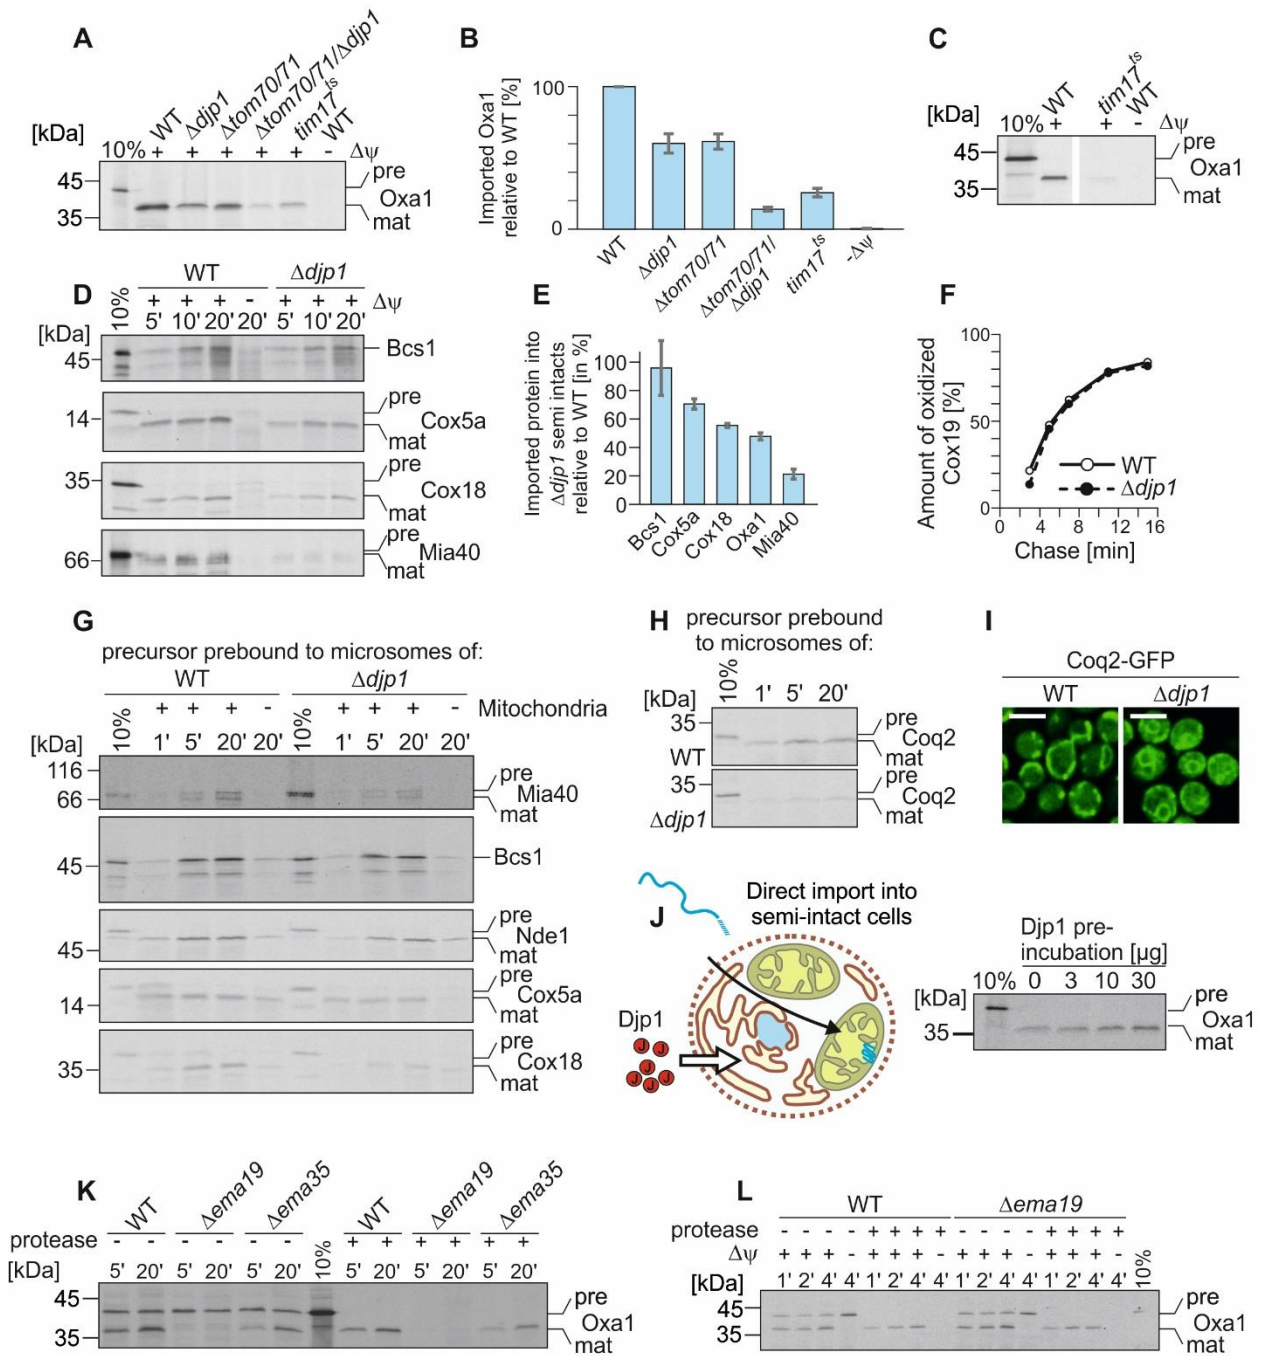 A
WT
Δdjp1
Δtom70/71
Δtom70/71/Δdjp1
tim17ts
WT
[kDa]
10% + + + + + - Δψ
45
35
pre
Oxa1
mat
B
Imported Oxa1
relative to WT [%]
100
0
WT
Δdjp1
Δtom70/71
Δtom70/71/
Δdjp1
tim17ts
-Δψ
C
WT
tim17ts
WT
[kDa]
10% + + - Δψ
45
35
pre
Oxa1
mat
D
WT Δdjp1
10% + + + - + + + Δψ
[kDa] 5' 10' 20' 20' 5' 10' 20'
45
Bcs1
14
pre
Cox5a
mat
35
pre
Cox18
mat
66
pre
Mia40
mat
E
Imported protein into
Δdjp1 semi intacts
relative to WT [in %]
100
80
60
40
20
0
Bcs1
Cox5a
Cox18
Oxa1
Mia40
F
Amount of oxidized
Cox19 [%]
100
50
0
WT
Δdjp1
0 4 8 12 16
Chase [min]
G
precursor prebound to microsomes of:
WT Δdjp1
+ + + - + + + - Mitochondria
[kDa] 10% 1' 5' 20' 20' 10% 1' 5' 20' 20'
116
66
pre
Mia40
mat
45
Bcs1
45
pre
Nde1
mat
14
pre
Cox5a
mat
35
pre
Cox18
mat
H
precursor prebound
to microsomes of:
[kDa] 10% 1' 5' 20'
35
WT
pre
Coq2
mat
35
Δdjp1
pre
Coq2
mat
I
Coq2-GFP
WT Δdjp1
J
Direct import into
semi-intact cells
Djp1
J J
J J J
J
Djp1 pre-
incubation [µg]
10% 0 3 10 30
[kDa]
35
pre
Oxa1
mat
K
WT Δema19 Δema35 WT Δema19 Δema35
protease - - - - - - 10% + + + + + +
[kDa] 5' 20' 5' 20' 5' 20' 5' 20' 5' 20' 5' 20'
45
35
pre
Oxa1
mat
L
WT Δema19
protease - - - - + + + + - - - - + + + +
Δψ + + + - + + + - + + + - + + + -
[kDa] 1' 2' 4' 4' 1' 2' 4' 4' 1' 2' 4' 4' 1' 2' 4' 4' 10%
45
35
pre
Oxa1
mat